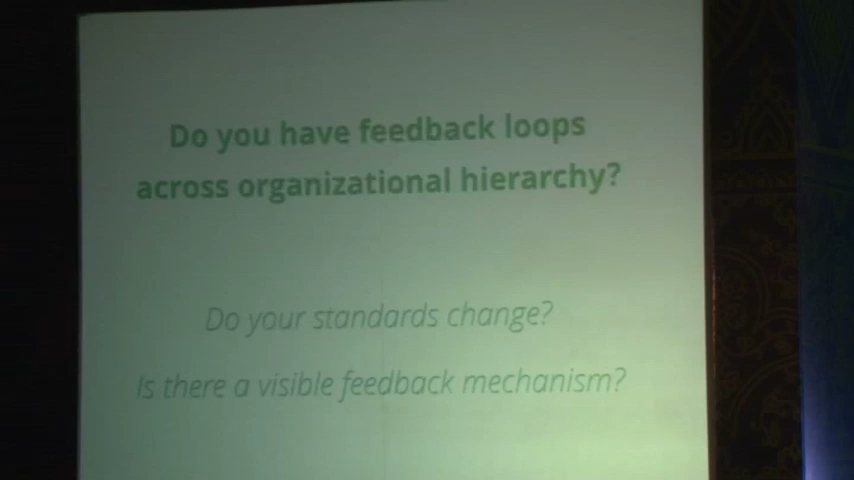 Do you have feedback loops
across organizational hierarchy?
Do your standards change?
Is there a visible feedback mechanism?